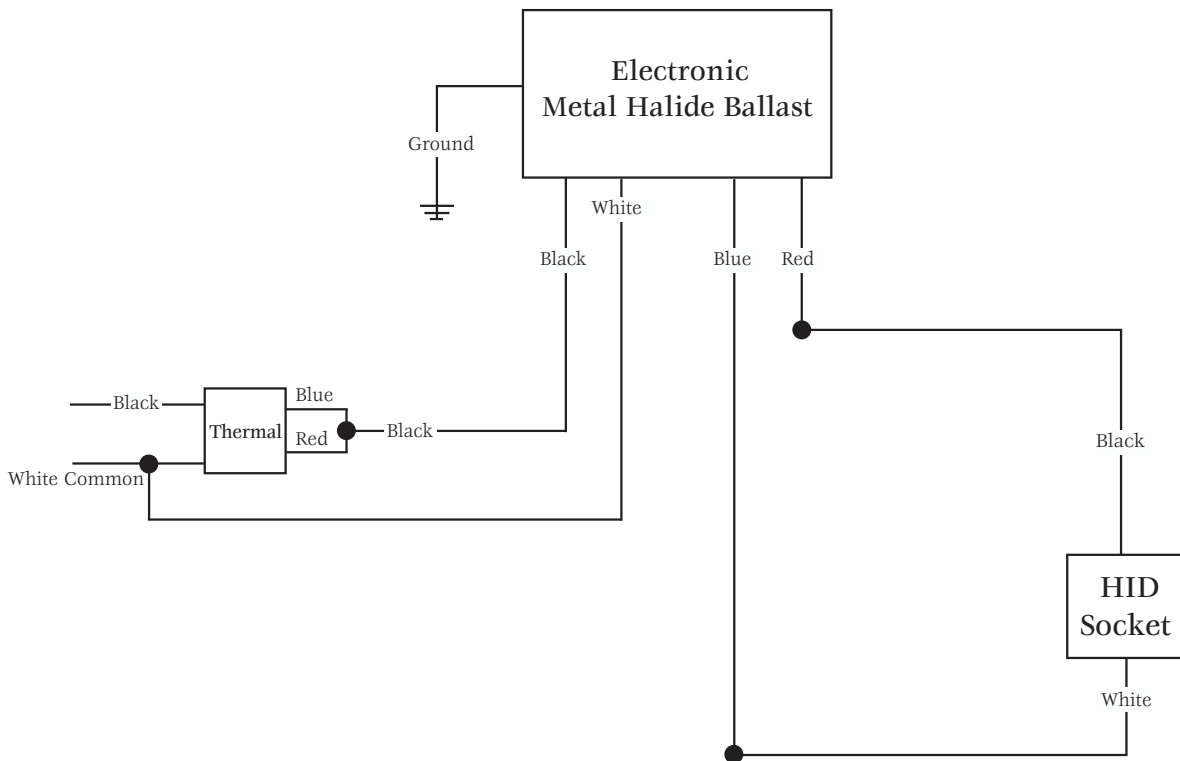 Electronic
Metal Halide Ballast
Ground
White
Black
Blue
Red
Black
Blue
Thermal
Red
Black
White Common
Black
HID
Socket
White